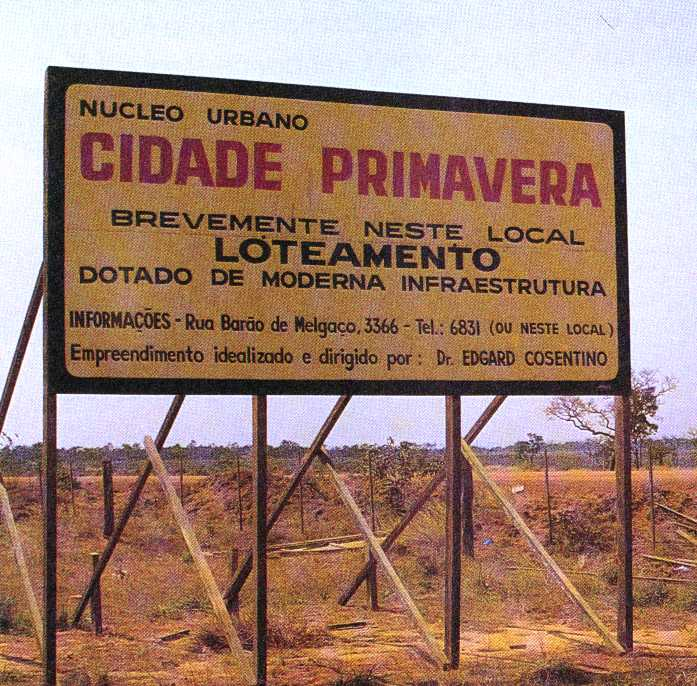 NUCLEO URBANO
CIDADE PRIMAVERA
BREVEMENTE NESTE LOCAL
LOTEAMENTO
DOTADO DE MODERNA INFRAESTRUTURA
INFORMAÇÕES - Rua Barão de Melgaço, 3366 - Tel.: 6831 (OU NESTE LOCAL)
Empreendimento idealizado e dirigido por: Dr. EDGARD COSENTINO